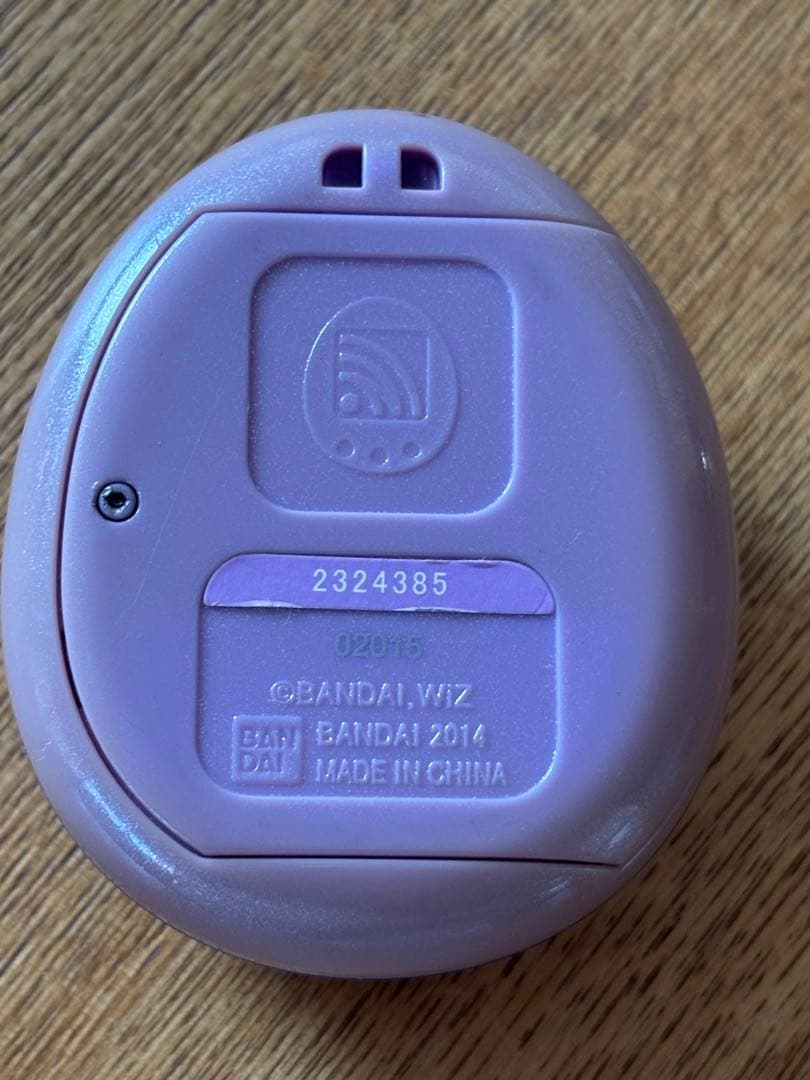 2324385
02015
©BANDAI,WIZ
BAN
DAI
BANDAI 2014
MADE IN CHINA